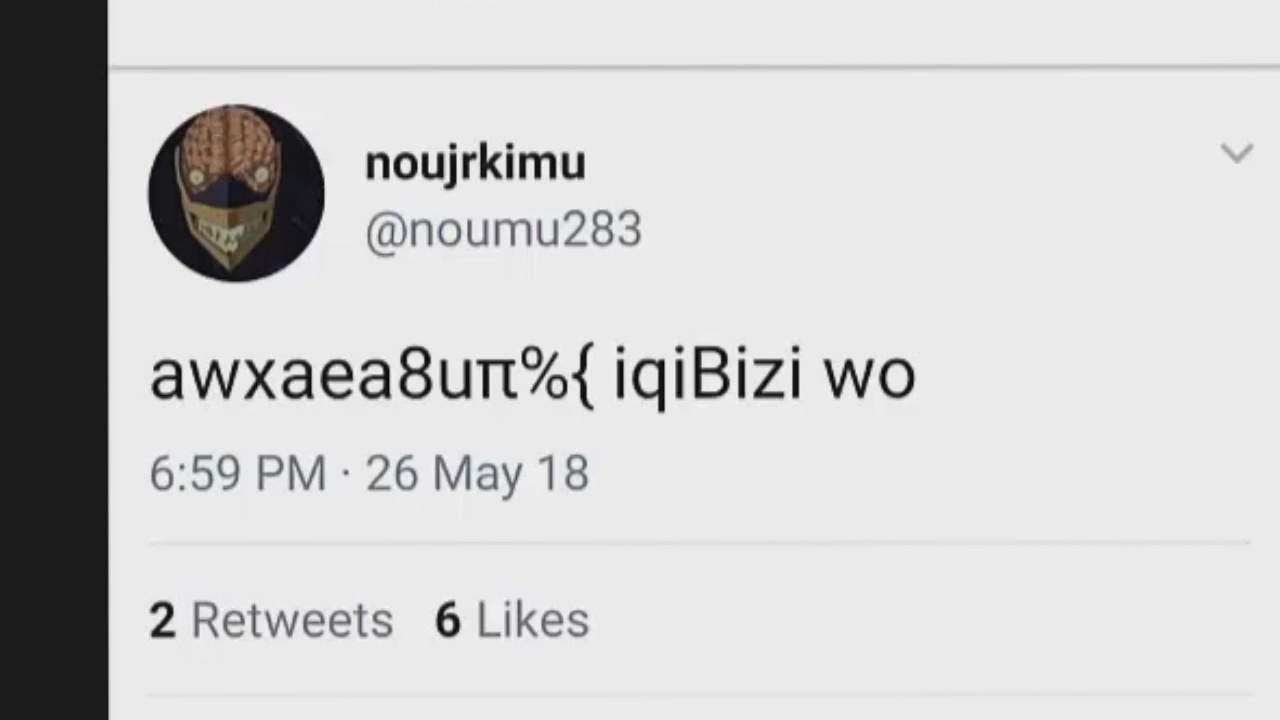 noujrkimu
@noumu283
awxaea8uπ%{ iqiBizi wo
6:59 PM · 26 May 18
2 Retweets 6 Likes